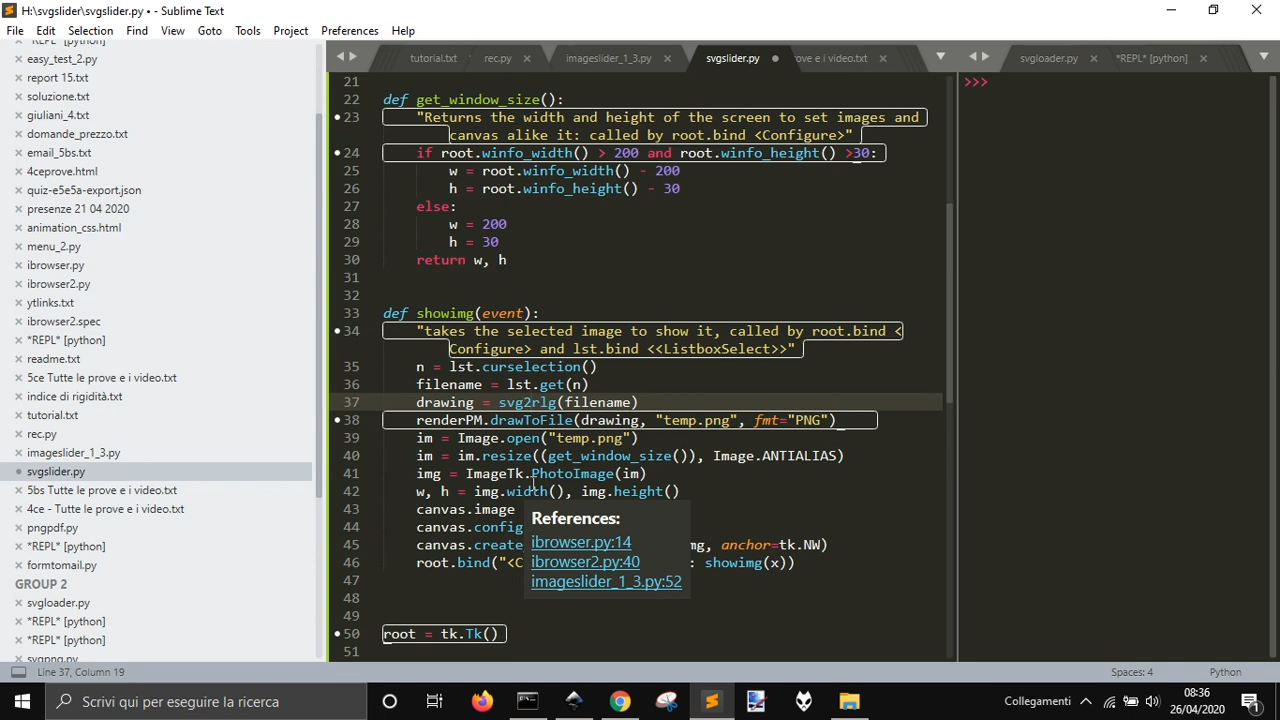 H:\svgslider\svgslider.py • - Sublime Text
File Edit Selection Find View Goto Tools Project Preferences Help
*REPL* [python]
easy_test_2.py
report 15.txt
soluzione.txt
giuliani_4.txt
domande_prezzo.txt
email_5bs.txt
4ceprove.html
quiz-e5e5a-export.json
presenze 21 04 2020
animation_css.html
menu_2.py
ibrowser.py
ibrowser2.py
ytlinks.txt
ibrowser2.spec
*REPL* [python]
readme.txt
5ce Tutte le prove e i video.txt
indice di rigidità.txt
tutorial.txt
rec.py
imageslider_1_3.py
svgslider.py
5bs Tutte le prove e i video.txt
4ce - Tutte le prove e i video.txt
pngpdf.py
*REPL* [python]
formtomail.py
GROUP 2
svgloader.py
*REPL* [python]
*REPL* [python]
svgpng.py
tutorial.txt rec.py imageslider_1_3.py svgslider.py rove e i video.txt
21
22 def get_window_size():
23 "Returns the width and height of the screen to set images and
canvas alike it: called by root.bind <Configure>"
24 if root.winfo_width() > 200 and root.winfo_height() >30:
25 w = root.winfo_width() - 200
26 h = root.winfo_height() - 30
27 else:
28 w = 200
29 h = 30
30 return w, h
31
32
33 def showimg(event):
34 "takes the selected image to show it, called by root.bind <
Configure> and lst.bind <<ListboxSelect>>"
35 n = lst.curselection()
36 filename = lst.get(n)
37 drawing = svg2rlg(filename)
38 renderPM.drawToFile(drawing, "temp.png", fmt="PNG")
39 im = Image.open("temp.png")
40 im = im.resize((get_window_size()), Image.ANTIALIAS)
41 img = ImageTk.PhotoImage(im)
42 w, h = img.width(), img.height()
43 canvas.image
44 canvas.config
45 canvas.create mg, anchor=tk.NW)
46 root.bind("<C : showimg(x))
47
48
49
50 root = tk.Tk()
51
References:
ibrowser.py:14
ibrowser2.py:40
imageslider_1_3.py:52
svgloader.py *REPL* [python]
>>>
Line 37, Column 19 Spaces: 4 Python
Scrivi qui per eseguire la ricerca
Collegamenti
08:36
26/04/2020
1